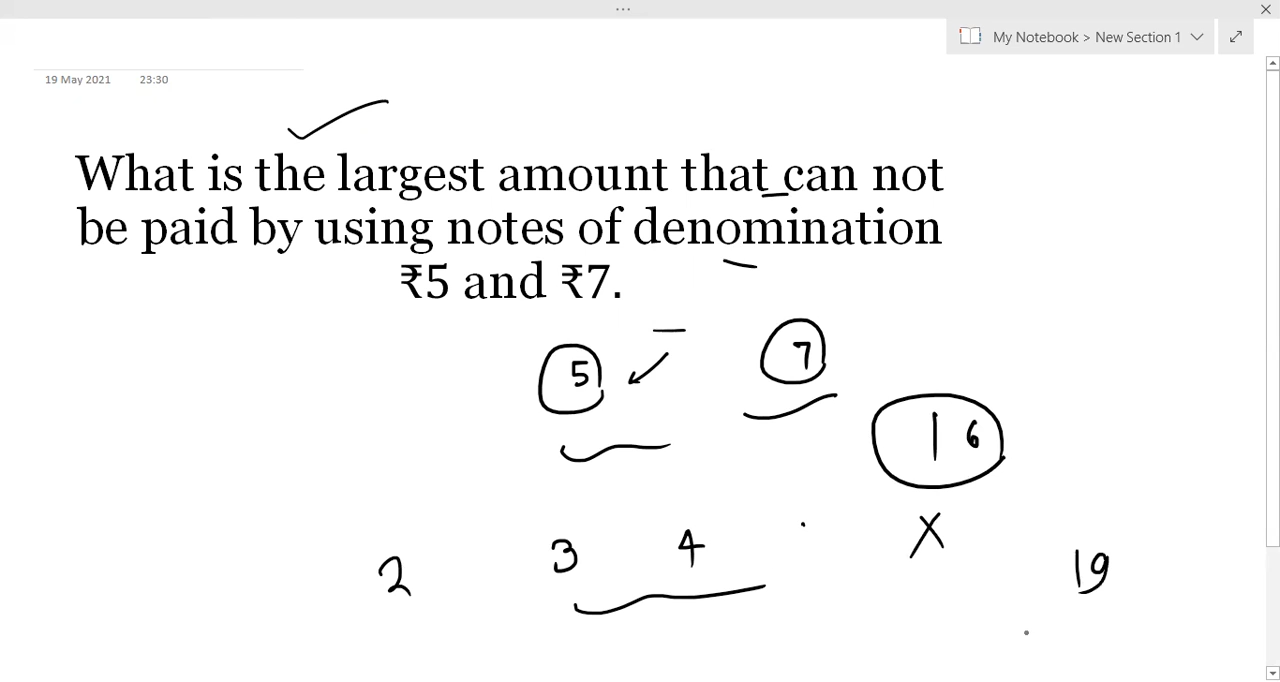 My Notebook > New Section 1
19 May 2021 23:30
What is the largest amount that can not
be paid by using notes of denomination
₹5 and ₹7.
5 7
16
2 3 4 19